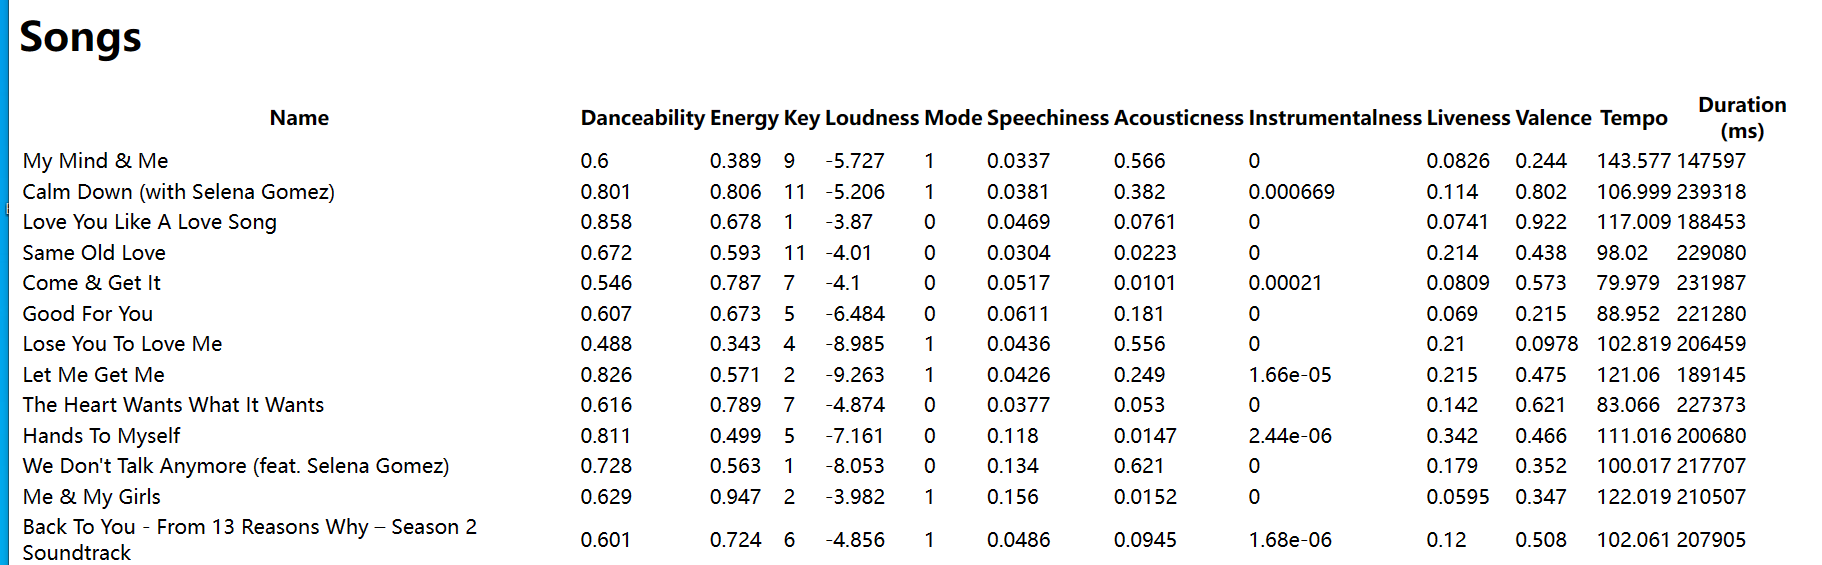 Songs
Name Danceability Energy Key Loudness Mode Speechiness Acousticness Instrumentalness Liveness Valence Tempo Duration (ms)
My Mind & Me 0.6 0.389 9 -5.727 1 0.0337 0.566 0 0.0826 0.244 143.577 147597
Calm Down (with Selena Gomez) 0.801 0.806 11 -5.206 1 0.0381 0.382 0.000669 0.114 0.802 106.999 239318
Love You Like A Love Song 0.858 0.678 1 -3.87 0 0.0469 0.0761 0 0.0741 0.922 117.009 188453
Same Old Love 0.672 0.593 11 -4.01 0 0.0304 0.0223 0 0.214 0.438 98.02 229080
Come & Get It 0.546 0.787 7 -4.1 0 0.0517 0.0101 0.00021 0.0809 0.573 79.979 231987
Good For You 0.607 0.673 5 -6.484 0 0.0611 0.181 0 0.069 0.215 88.952 221280
Lose You To Love Me 0.488 0.343 4 -8.985 1 0.0436 0.556 0 0.21 0.0978 102.819 206459
Let Me Get Me 0.826 0.571 2 -9.263 1 0.0426 0.249 1.66e-05 0.215 0.475 121.06 189145
The Heart Wants What It Wants 0.616 0.789 7 -4.874 0 0.0377 0.053 0 0.142 0.621 83.066 227373
Hands To Myself 0.811 0.499 5 -7.161 0 0.118 0.0147 2.44e-06 0.342 0.466 111.016 200680
We Don't Talk Anymore (feat. Selena Gomez) 0.728 0.563 1 -8.053 0 0.134 0.621 0 0.179 0.352 100.017 217707
Me & My Girls 0.629 0.947 2 -3.982 1 0.156 0.0152 0 0.0595 0.347 122.019 210507
Back To You - From 13 Reasons Why – Season 2
Soundtrack 0.601 0.724 6 -4.856 1 0.0486 0.0945 1.68e-06 0.12 0.508 102.061 207905